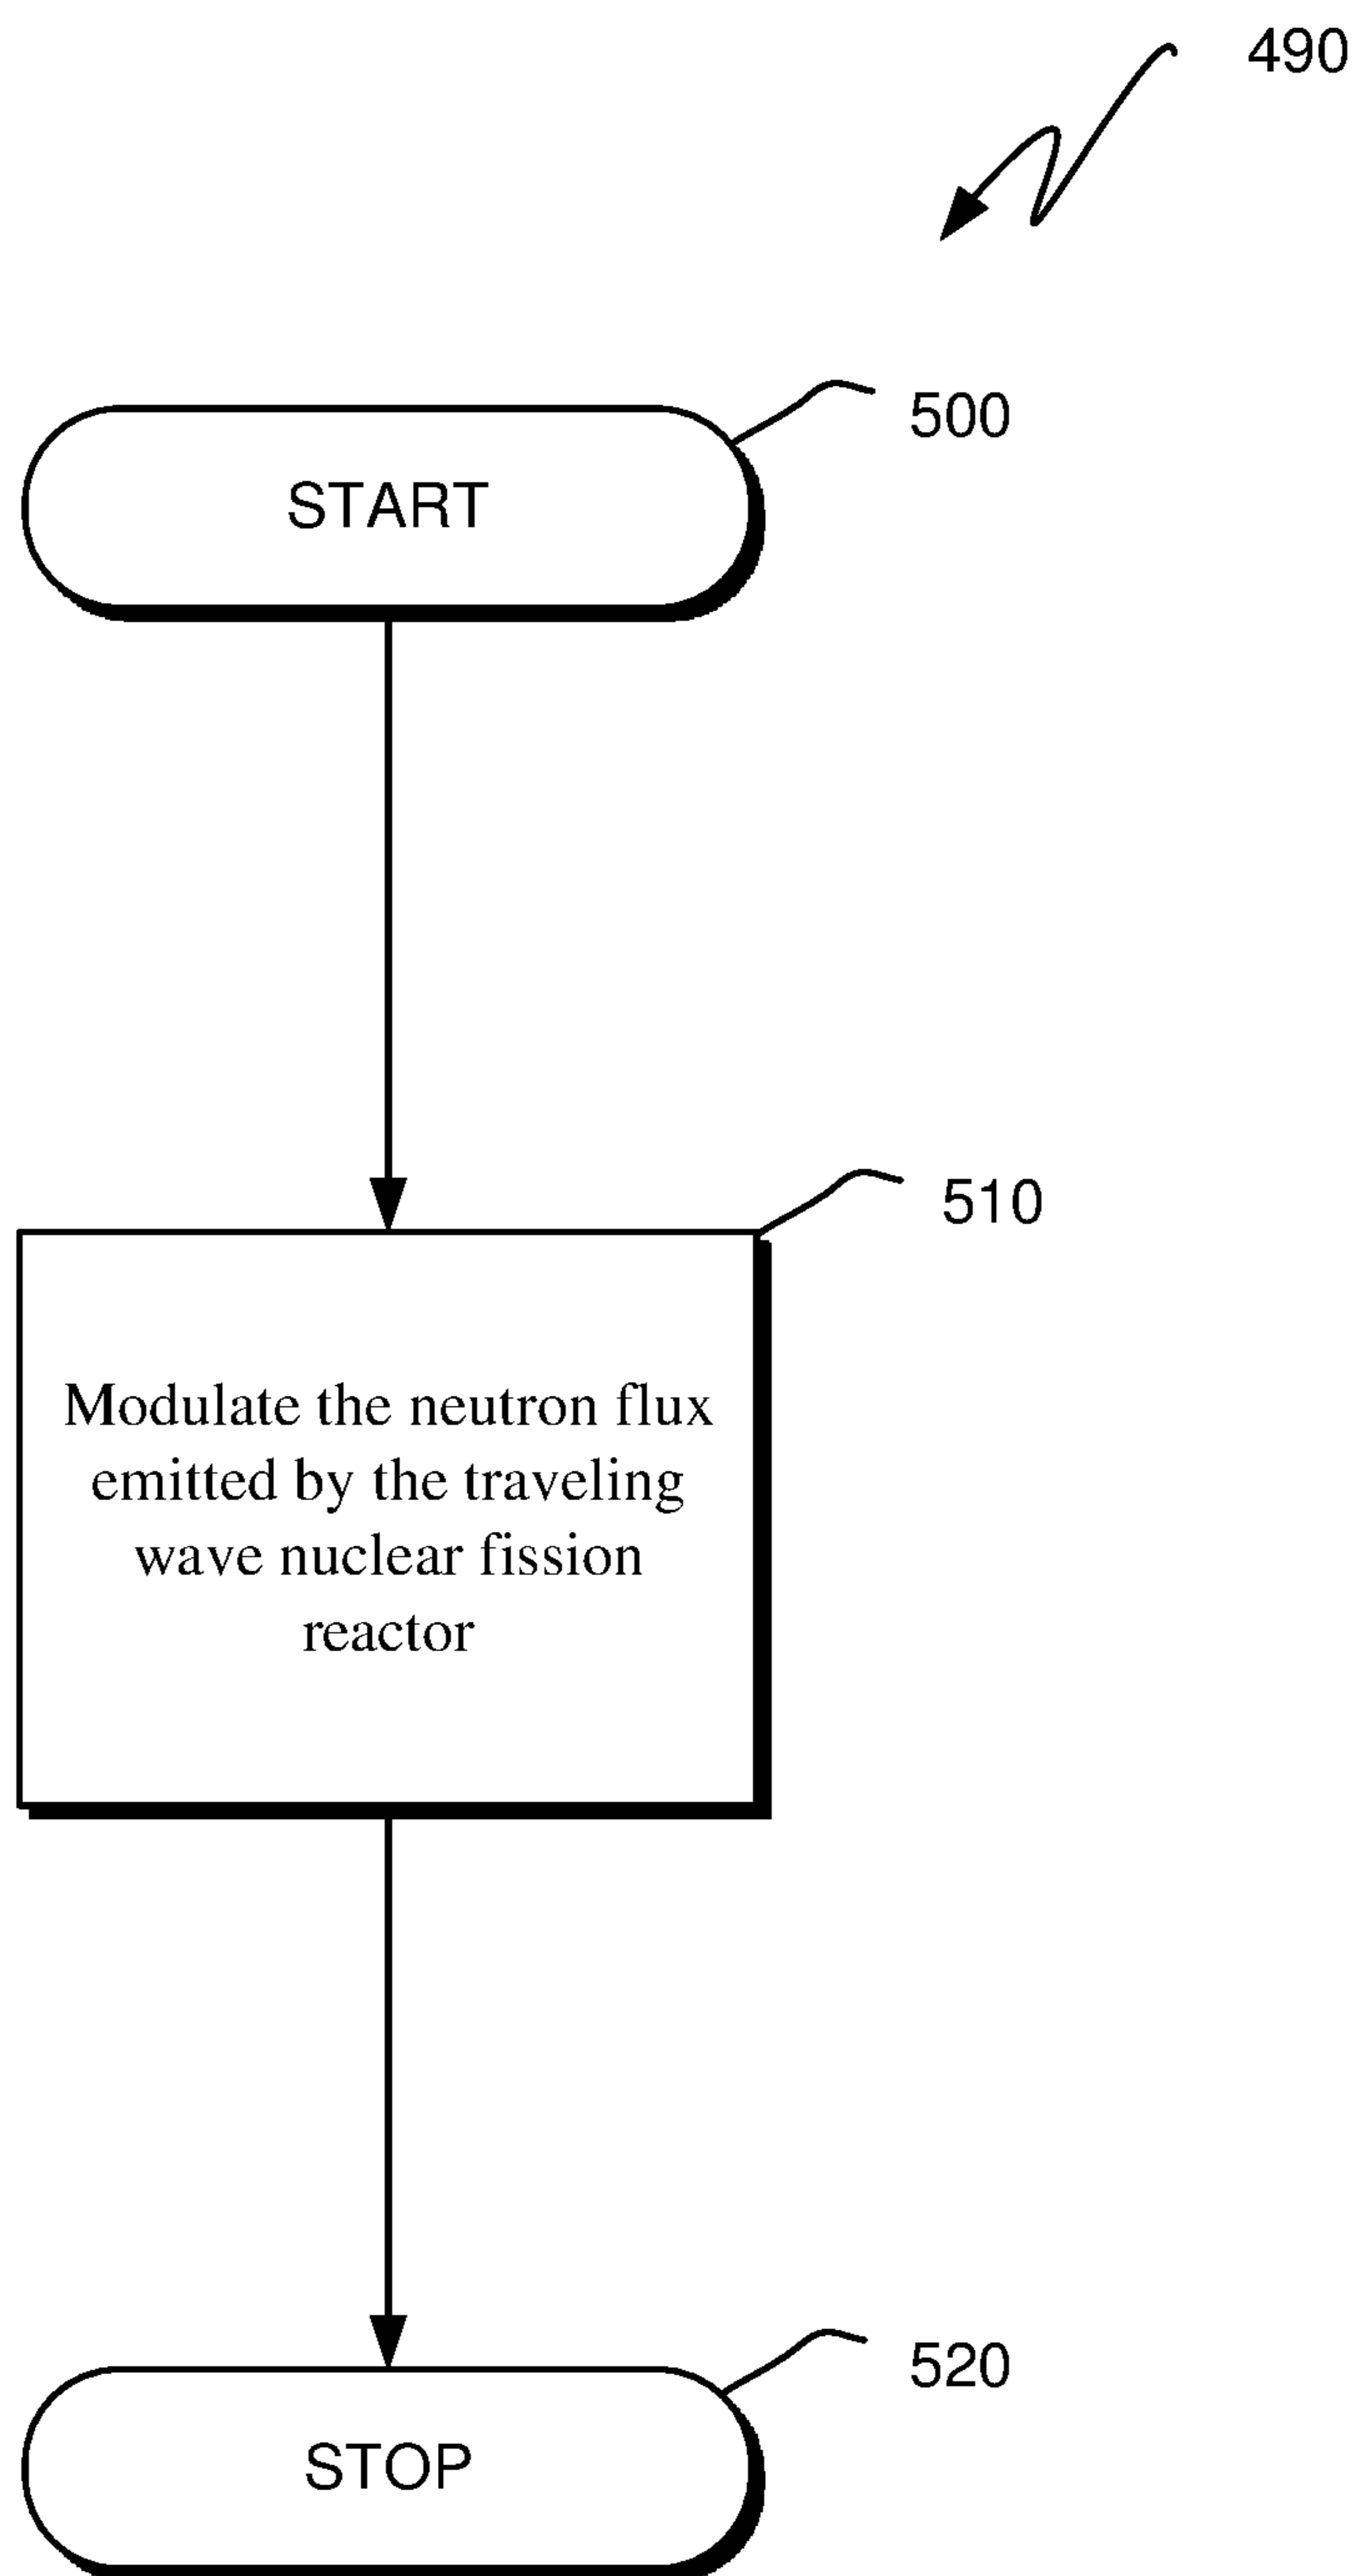 490
500
START
510
Modulate the neutron flux
emitted by the traveling
wave nuclear fission
reactor
520
STOP